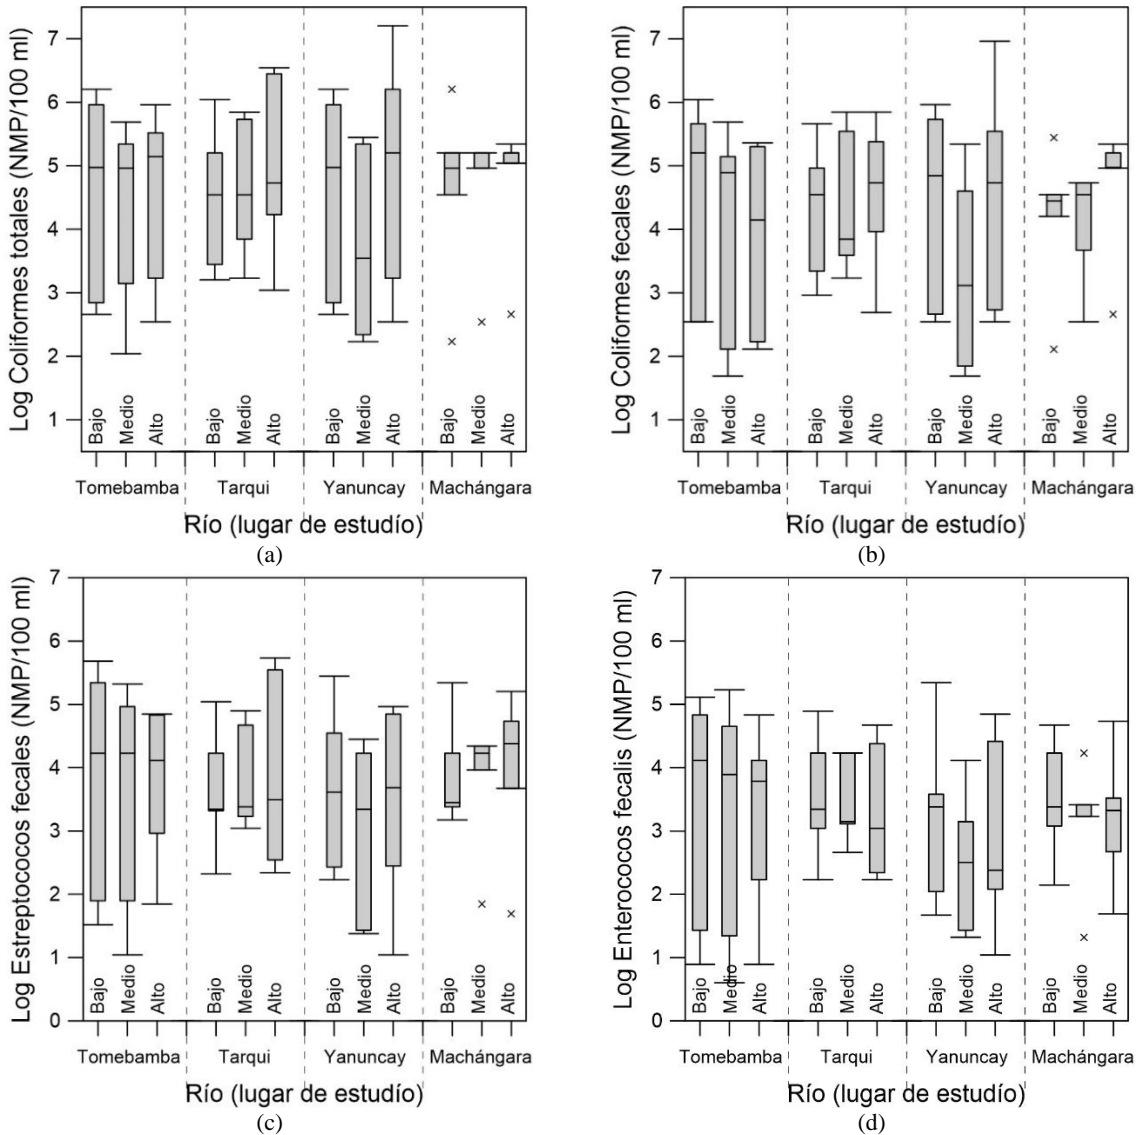 Log Coliformes totales (NMP/100 ml)
7
6
5
4
3
2
1
Bajo
Medio
Alto
Bajo
Medio
Alto
Bajo
Medio
Alto
Bajo
Medio
Alto
Tomebamba
Tarqui
Yanuncay
Machángara
Río (lugar de estudío)
(a)
Log Coliformes fecales (NMP/100 ml)
7
6
5
4
3
2
1
Bajo
Medio
Alto
Bajo
Medio
Alto
Bajo
Medio
Alto
Bajo
Medio
Alto
Tomebamba
Tarqui
Yanuncay
Machángara
Río (lugar de estudío)
(b)
Log Estreptococos fecales (NMP/100 ml)
7
6
5
4
3
2
1
0
Bajo
Medio
Alto
Bajo
Medio
Alto
Bajo
Medio
Alto
Bajo
Medio
Alto
Tomebamba
Tarqui
Yanuncay
Machángara
Río (lugar de estudío)
(c)
Log Enterococos fecalis (NMP/100 ml)
7
6
5
4
3
2
1
0
Bajo
Medio
Alto
Bajo
Medio
Alto
Bajo
Medio
Alto
Bajo
Medio
Alto
Tomebamba
Tarqui
Yanuncay
Machángara
Río (lugar de estudío)
(d)